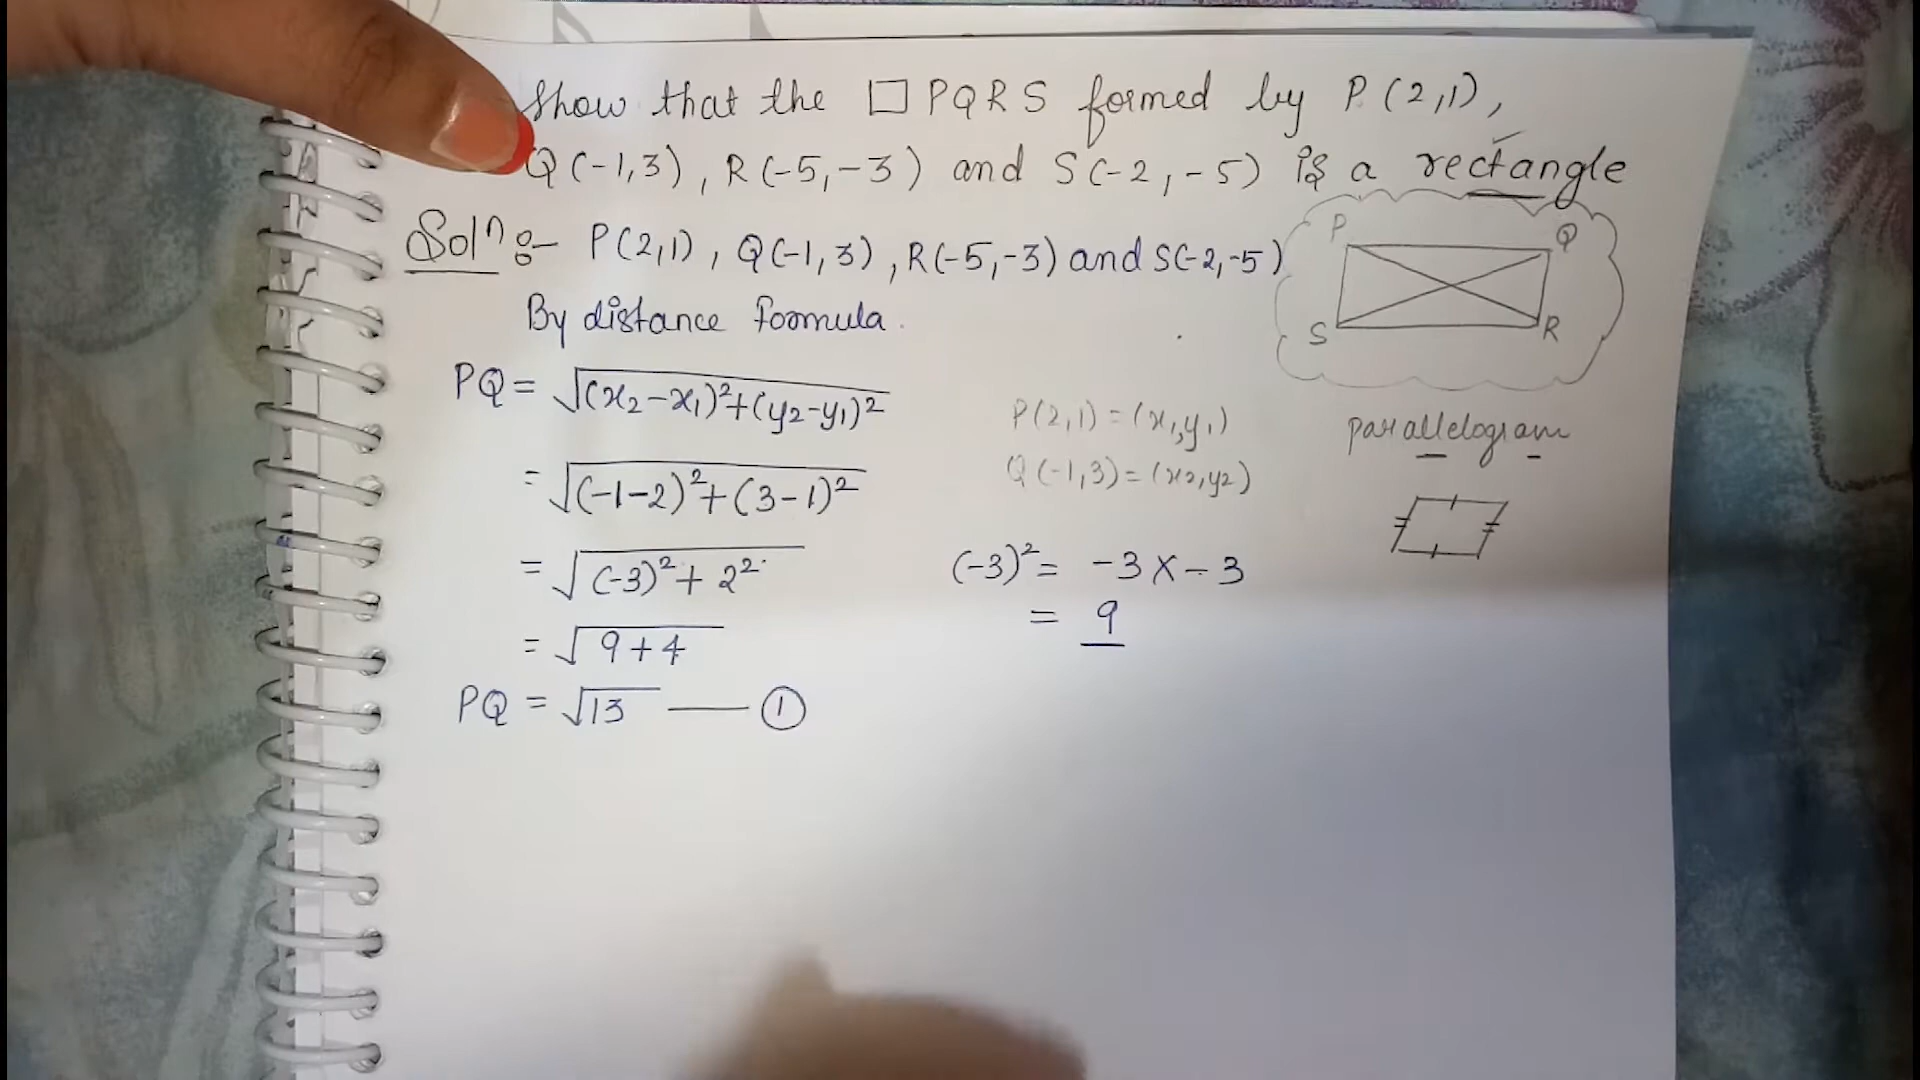 Show that the □ PQRS formed by P(2,1),
Q(-1,3), R(-5,-3) and S(-2,-5) is a rectangle
Solⁿ:- P(2,1), Q(-1,3), R(-5,-3) and S(-2,-5)
P Q
S R
By distance formula.
PQ = √(x₂-x₁)²+(y₂-y₁)²
P(2,1) = (x₁,y₁)
parallelogram
Q(-1,3) = (x₂,y₂)
= √(-1-2)²+(3-1)²
= √(-3)²+2²
(-3)² = -3×-3
= 9
= √9+4
PQ = √13 —— ①